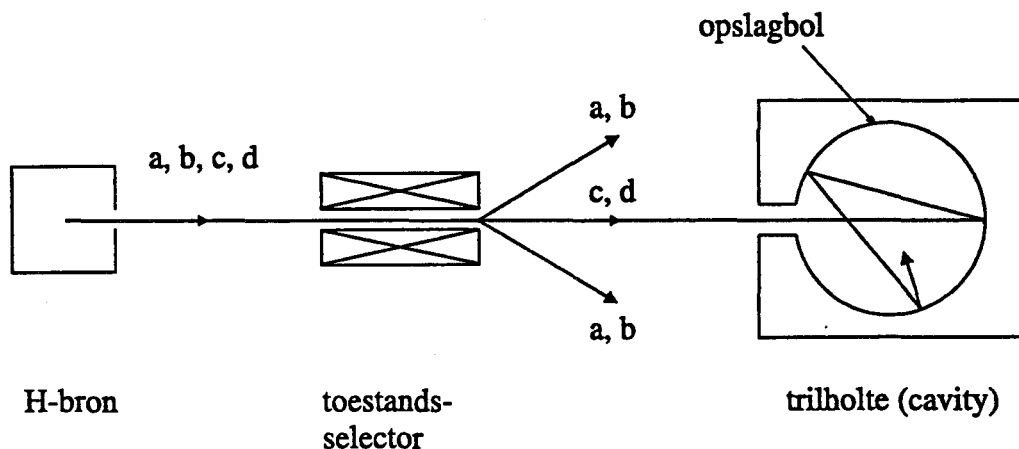 opslagbol
a, b
a, b, c, d
c, d
a, b
H-bron
toestands-
selector
trilholte (cavity)